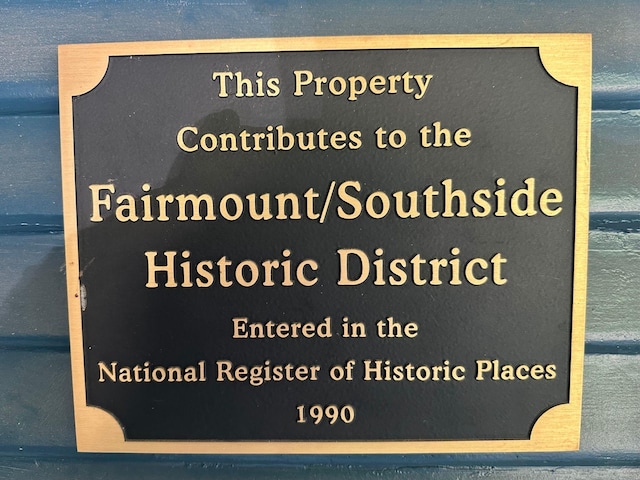 This Property
Contributes to the
Fairmount/Southside
Historic District
Entered in the
National Register of Historic Places
1990